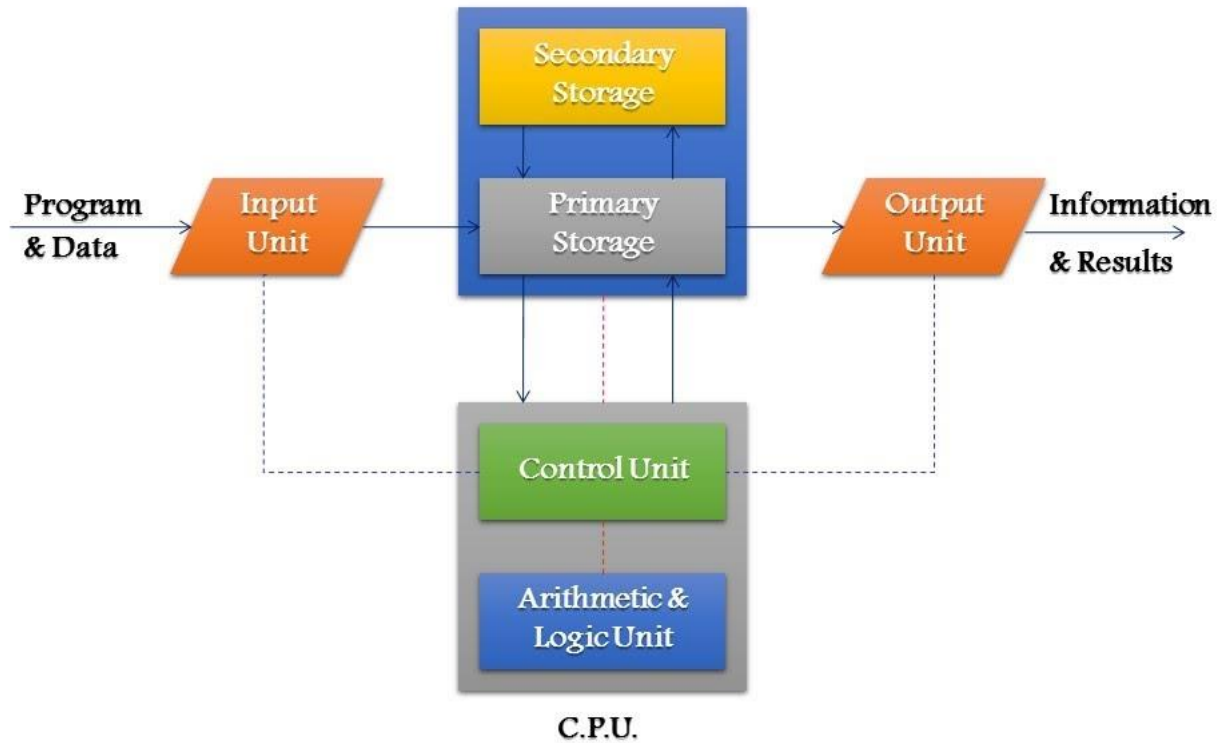 Secondary
Storage
Program
& Data
Input
Unit
Primary
Storage
Output
Unit
Information
& Results
Control Unit
Arithmetic &
Logic Unit
C.P.U.